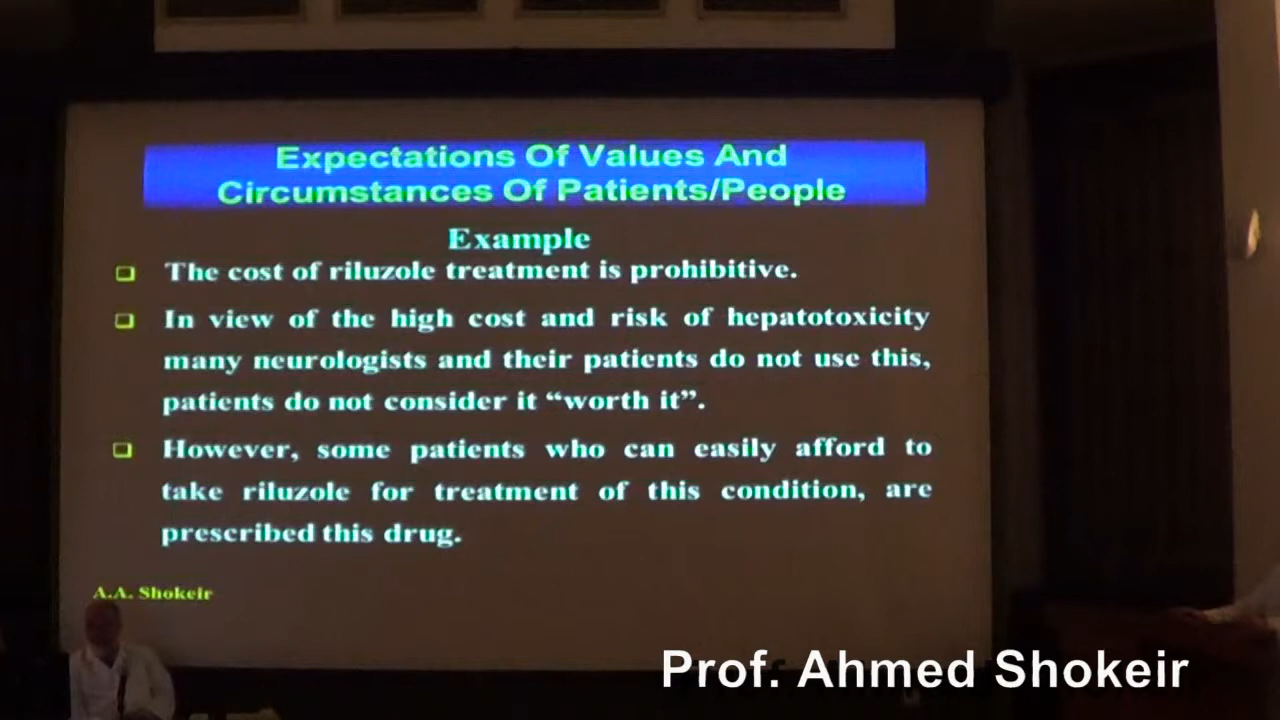 Expectations Of Values And
Circumstances Of Patients/People
Example
The cost of riluzole treatment is prohibitive.
In view of the high cost and risk of hepatotoxicity
many neurologists and their patients do not use this,
patients do not consider it “worth it”.
However, some patients who can easily afford to
take riluzole for treatment of this condition, are
prescribed this drug.
A.A. Shokeir
Prof. Ahmed Shokeir